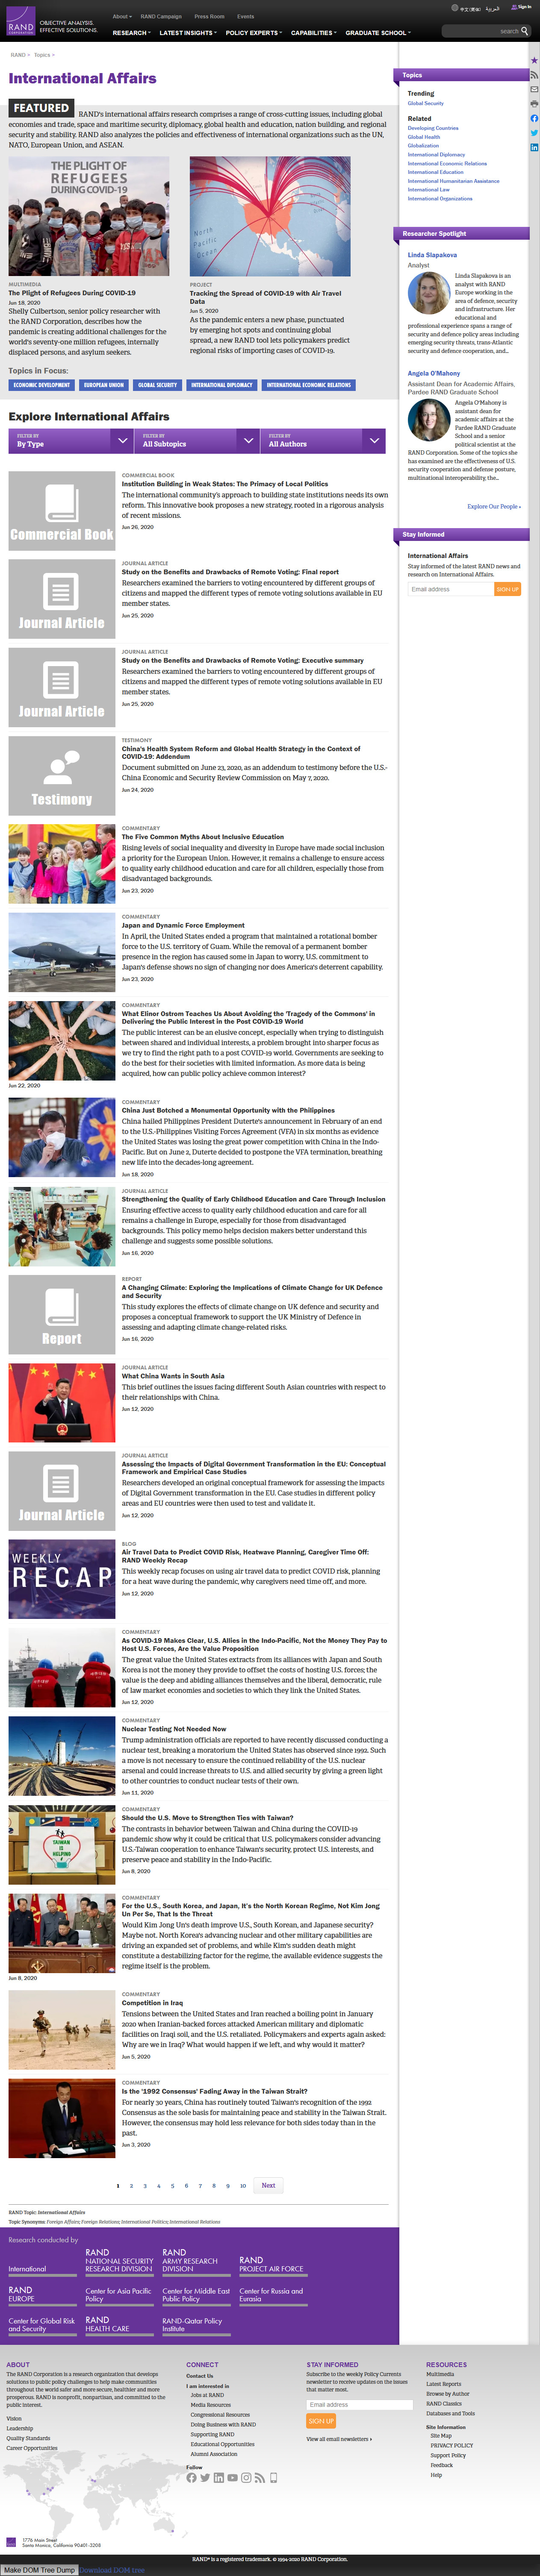 About
RAND Campaign
Press Room
Events
中文(简体)
العربية
Sign In
RAND CORPORATION
OBJECTIVE ANALYSIS.
EFFECTIVE SOLUTIONS.
RESEARCH
LATEST INSIGHTS
POLICY EXPERTS
CAPABILITIES
GRADUATE SCHOOL
search
RAND > Topics >
International Affairs
FEATURED
RAND's international affairs research comprises a range of cross-cutting issues, including global
economies and trade, space and maritime security, diplomacy, global health and education, nation building, and regional
security and stability. RAND also analyzes the policies and effectiveness of international organizations such as the UN,
NATO, European Union, and ASEAN.
THE PLIGHT OF
REFUGEES
DURING COVID-19
MULTIMEDIA
The Plight of Refugees During COVID-19
Jun 18, 2020
Shelly Culbertson, senior policy researcher with
the RAND Corporation, describes how the
pandemic is creating additional challenges for the
world's seventy-one million refugees, internally
displaced persons, and asylum seekers.
North
Pacific
Ocean
PROJECT
Tracking the Spread of COVID-19 with Air Travel
Data
Jun 5, 2020
As the pandemic enters a new phase, punctuated
by emerging hot spots and continuing global
spread, a new RAND tool lets policymakers predict
regional risks of importing cases of COVID-19.
Topics in Focus:
ECONOMIC DEVELOPMENT
EUROPEAN UNION
GLOBAL SECURITY
INTERNATIONAL DIPLOMACY
INTERNATIONAL ECONOMIC RELATIONS
Explore International Affairs
FILTER BY
By Type
FILTER BY
All Subtopics
FILTER BY
All Authors
Commercial Book
COMMERCIAL BOOK
Institution Building in Weak States: The Primacy of Local Politics
The international community's approach to building state institutions needs its own
reform. This innovative book proposes a new strategy, rooted in a rigorous analysis
of recent missions.
Jun 26, 2020
Journal Article
JOURNAL ARTICLE
Study on the Benefits and Drawbacks of Remote Voting: Final report
Researchers examined the barriers to voting encountered by different groups of
citizens and mapped the different types of remote voting solutions available in EU
member states.
Jun 25, 2020
Journal Article
JOURNAL ARTICLE
Study on the Benefits and Drawbacks of Remote Voting: Executive summary
Researchers examined the barriers to voting encountered by different groups of
citizens and mapped the different types of remote voting solutions available in EU
member states.
Jun 25, 2020
Testimony
TESTIMONY
China's Health System Reform and Global Health Strategy in the Context of
COVID-19: Addendum
Document submitted on June 23, 2020, as an addendum to testimony before the U.S.-
China Economic and Security Review Commission on May 7, 2020.
Jun 24, 2020
COMMENTARY
The Five Common Myths About Inclusive Education
Rising levels of social inequality and diversity in Europe have made social inclusion
a priority for the European Union. However, it remains a challenge to ensure access
to quality early childhood education and care for all children, especially those from
disadvantaged backgrounds.
Jun 23, 2020
COMMENTARY
Japan and Dynamic Force Employment
In April, the United States ended a program that maintained a rotational bomber
force to the U.S. territory of Guam. While the removal of a permanent bomber
presence in the region has caused some in Japan to worry, U.S. commitment to
Japan's defense shows no sign of changing nor does America's deterrent capability.
Jun 23, 2020
COMMENTARY
What Elinor Ostrom Teaches Us About Avoiding the 'Tragedy of the Commons' in
Delivering the Public Interest in the Post COVID-19 World
The public interest can be an elusive concept, especially when trying to distinguish
between shared and individual interests, a problem brought into sharper focus as
we try to find the right path to a post COVID-19 world. Governments are seeking to
do the best for their societies with limited information. As more data is being
acquired, how can public policy achieve common interest?
Jun 22, 2020
COMMENTARY
China Just Botched a Monumental Opportunity with the Philippines
China hailed Philippines President Duterte's announcement in February of an end
to the U.S.-Philippines Visiting Forces Agreement (VFA) in six months as evidence
the United States was losing the great power competition with China in the Indo-
Pacific. But on June 2, Duterte decided to postpone the VFA termination, breathing
new life into the decades-long agreement.
Jun 18, 2020
JOURNAL ARTICLE
Strengthening the Quality of Early Childhood Education and Care Through Inclusion
Ensuring effective access to quality early childhood education and care for all
remains a challenge in Europe, especially for those from disadvantaged
backgrounds. This policy memo helps decision makers better understand this
challenge and suggests some possible solutions.
Jun 16, 2020
Report
REPORT
A Changing Climate: Exploring the Implications of Climate Change for UK Defence
and Security
This study explores the effects of climate change on UK defence and security and
proposes a conceptual framework to support the UK Ministry of Defence in
assessing and adapting climate change-related risks.
Jun 16, 2020
JOURNAL ARTICLE
What China Wants in South Asia
This brief outlines the issues facing different South Asian countries with respect to
their relationships with China.
Jun 12, 2020
Journal Article
JOURNAL ARTICLE
Assessing the Impacts of Digital Government Transformation in the EU: Conceptual
Framework and Empirical Case Studies
Researchers developed an original conceptual framework for assessing the impacts
of Digital Government transformation in the EU. Case studies in different policy
areas and EU countries were then used to test and validate it.
Jun 12, 2020
WEEKLY
RECAP
BLOG
Air Travel Data to Predict COVID Risk, Heatwave Planning, Caregiver Time Off:
RAND Weekly Recap
This weekly recap focuses on using air travel data to predict COVID risk, planning
for a heat wave during the pandemic, why caregivers need time off, and more.
Jun 12, 2020
COMMENTARY
As COVID-19 Makes Clear, U.S. Allies in the Indo-Pacific, Not the Money They Pay to
Host U.S. Forces, Are the Value Proposition
The great value the United States extracts from its alliances with Japan and South
Korea is not the money they provide to offset the costs of hosting U.S. forces; the
value is the deep and abiding alliances themselves and the liberal, democratic, rule
of law market economies and societies to which they link the United States.
Jun 12, 2020
COMMENTARY
Nuclear Testing Not Needed Now
Trump administration officials are reported to have recently discussed conducting a
nuclear test, breaking a moratorium the United States has observed since 1992. Such
a move is not necessary to ensure the continued reliability of the U.S. nuclear
arsenal and could increase threats to U.S. and allied security by giving a green light
to other countries to conduct nuclear tests of their own.
Jun 11, 2020
TAIWAN IS HELPING
COMMENTARY
Should the U.S. Move to Strengthen Ties with Taiwan?
The contrasts in behavior between Taiwan and China during the COVID-19
pandemic show why it could be critical that U.S. policymakers consider advancing
U.S.-Taiwan cooperation to enhance Taiwan's security, protect U.S. interests, and
preserve peace and stability in the Indo-Pacific.
Jun 8, 2020
COMMENTARY
For the U.S., South Korea, and Japan, It's the North Korean Regime, Not Kim Jong
Un Per Se, That Is the Threat
Would Kim Jong Un's death improve U.S., South Korean, and Japanese security?
Maybe not. North Korea's advancing nuclear and other military capabilities are
driving an expanded set of problems, and while Kim's sudden death might
constitute a destabilizing factor for the regime, the available evidence suggests the
regime itself is the problem.
Jun 8, 2020
COMMENTARY
Competition in Iraq
Tensions between the United States and Iran reached a boiling point in January
2020 when Iranian-backed forces attacked American military and diplomatic
facilities on Iraqi soil, and the U.S. retaliated. Policymakers and experts again asked:
Why are we in Iraq? What would happen if we left, and why would it matter?
Jun 5, 2020
COMMENTARY
Is the '1992 Consensus' Fading Away in the Taiwan Strait?
For nearly 30 years, China has routinely touted Taiwan's recognition of the 1992
Consensus as the sole basis for maintaining peace and stability in the Taiwan Strait.
However, the consensus may hold less relevance for both sides today than in the
past.
Jun 3, 2020
1 2 3 4 5 6 7 8 9 10 Next
RAND Topic: International Affairs
Topic Synonyms: Foreign Affairs; Foreign Relations; International Politics; International Relations
Topics
Trending
Global Security
Related
Developing Countries
Global Health
Globalization
International Diplomacy
International Economic Relations
International Education
International Humanitarian Assistance
International Law
International Organizations
Researcher Spotlight
Linda Slapakova
Analyst
Linda Slapakova is an
analyst with RAND
Europe working in the
area of defence, security
and infrastructure. Her
educational and
professional experience spans a range of
security and defence policy areas including
emerging security threats, trans-Atlantic
security and defence cooperation, and...
Angela O'Mahony
Assistant Dean for Academic Affairs,
Pardee RAND Graduate School
Angela O'Mahony is
assistant dean for
academic affairs at the
Pardee RAND Graduate
School and a senior
political scientist at the
RAND Corporation. Some of the topics she
has examined are the effectiveness of U.S.
security cooperation and defense posture,
multinational interoperability, the...
Explore Our People »
Stay Informed
International Affairs
Stay informed of the latest RAND news and
research on International Affairs.
Email address
SIGN UP
Research conducted by
International
RAND
NATIONAL SECURITY
RESEARCH DIVISION
RAND
ARMY RESEARCH
DIVISION
RAND
PROJECT AIR FORCE
RAND
EUROPE
Center for Asia Pacific
Policy
Center for Middle East
Public Policy
Center for Russia and
Eurasia
Center for Global Risk
and Security
RAND
HEALTH CARE
RAND-Qatar Policy
Institute
ABOUT
The RAND Corporation is a research organization that develops
solutions to public policy challenges to help make communities
throughout the world safer and more secure, healthier and more
prosperous. RAND is nonprofit, nonpartisan, and committed to the
public interest.
Vision
Leadership
Quality Standards
Career Opportunities
CONNECT
Contact Us
I am interested in
Jobs at RAND
Media Resources
Congressional Resources
Doing Business with RAND
Supporting RAND
Educational Opportunities
Alumni Association
Follow
STAY INFORMED
Subscribe to the weekly Policy Currents
newsletter to receive updates on the issues
that matter most.
Email address
SIGN UP
View all email newsletters
RESOURCES
Multimedia
Latest Reports
Browse by Author
RAND Classics
Databases and Tools
Site Information
Site Map
PRIVACY POLICY
Support Policy
Feedback
Help
1776 Main Street
Santa Monica, California 90401-3208
RAND® is a registered trademark. © 1994-2020 RAND Corporation.
Make DOM Tree Dump
Download DOM tree